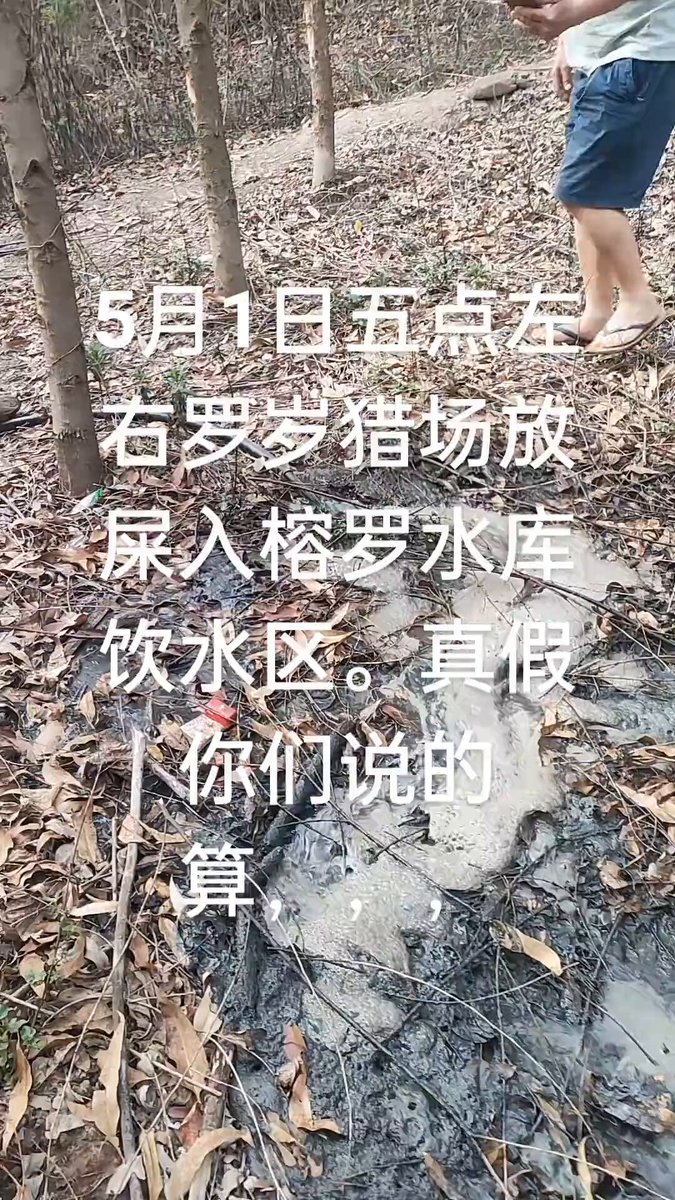 5月1日五点左
右罗岁猎场放
屎入榕罗水库
饮水区。真假
你们说的
算，，，